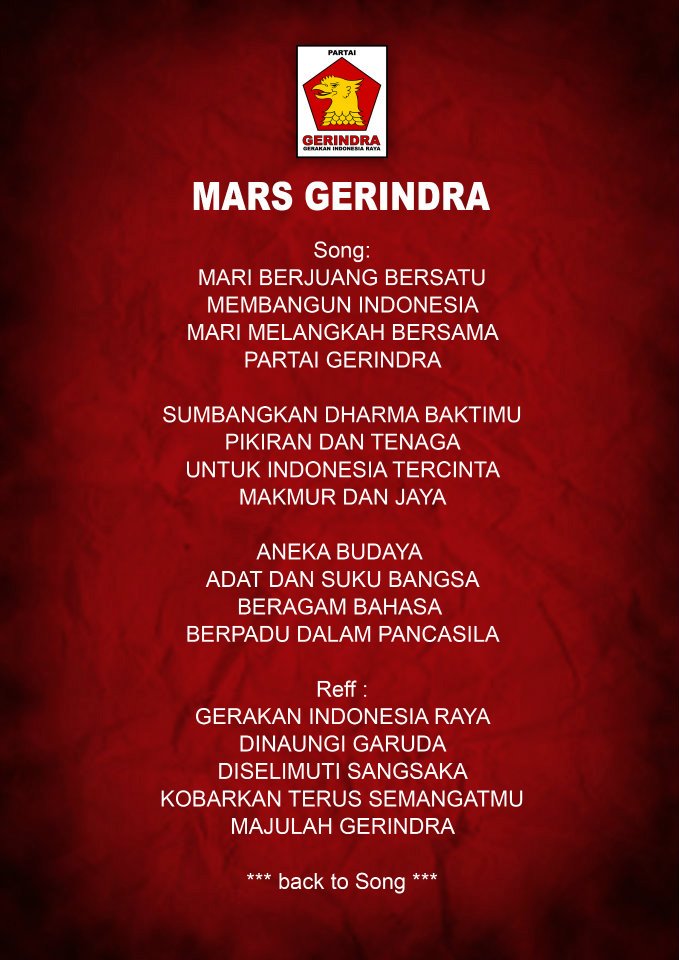 PARTAI
GERINDRA
GERAKAN INDONESIA RAYA
MARS GERINDRA
Song:
MARI BERJUANG BERSATU
MEMBANGUN INDONESIA
MARI MELANGKAH BERSAMA
PARTAI GERINDRA
SUMBANGKAN DHARMA BAKTIMU
PIKIRAN DAN TENAGA
UNTUK INDONESIA TERCINTA
MAKMUR DAN JAYA
ANEKA BUDAYA
ADAT DAN SUKU BANGSA
BERAGAM BAHASA
BERPADU DALAM PANCASILA
Reff :
GERAKAN INDONESIA RAYA
DINAUNGI GARUDA
DISELIMUTI SANGSAKA
KOBARKAN TERUS SEMANGATMU
MAJULAH GERINDRA
*** back to Song ***